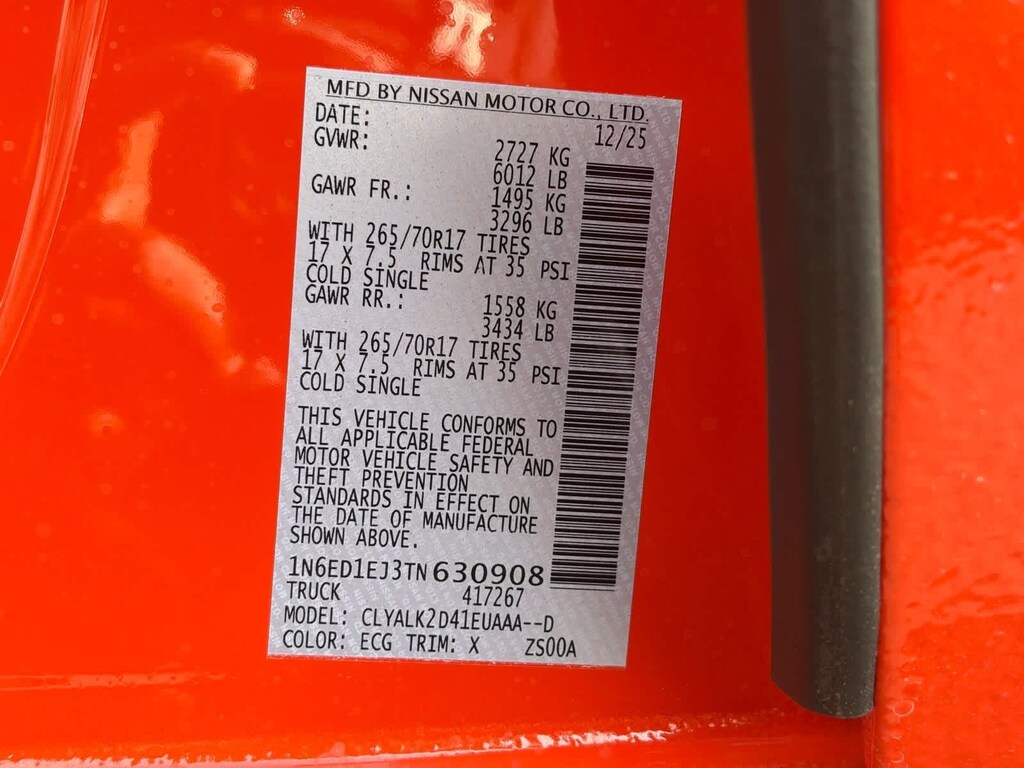 MFD BY NISSAN MOTOR CO., LTD.
DATE: 12/25
GVWR: 2727 KG
6012 LB
GAWR FR.: 1495 KG
3296 LB
WITH 265/70R17 TIRES
17 X 7.5 RIMS AT 35 PSI
COLD SINGLE
GAWR RR.: 1558 KG
3434 LB
WITH 265/70R17 TIRES
17 X 7.5 RIMS AT 35 PSI
COLD SINGLE
THIS VEHICLE CONFORMS TO
ALL APPLICABLE FEDERAL
MOTOR VEHICLE SAFETY AND
THEFT PREVENTION
STANDARDS IN EFFECT ON
THE DATE OF MANUFACTURE
SHOWN ABOVE.
1N6ED1EJ3TN630908
TRUCK 417267
MODEL: CLYALK2D41EUAAA--D
COLOR: ECG TRIM: X ZS00A